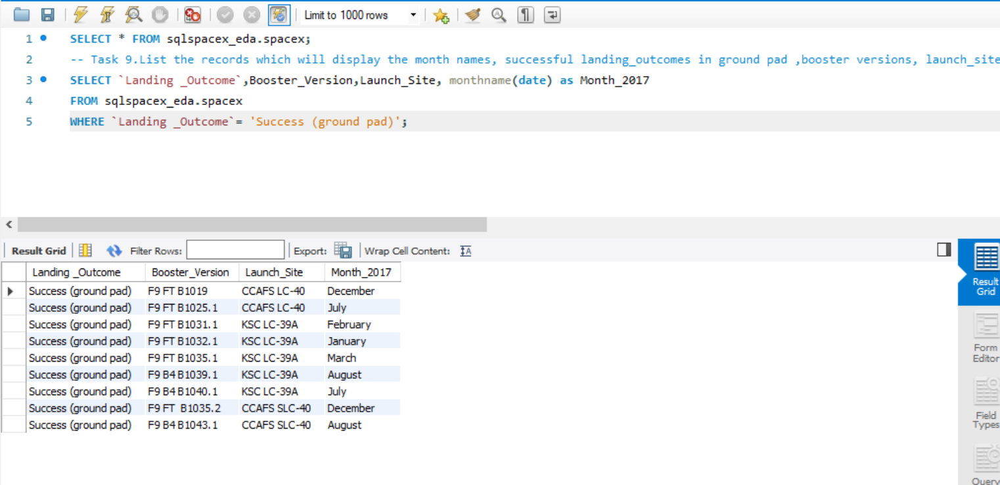 Limit to 1000 rows
1 SELECT * FROM sqlspacex_eda.spacex;
2 -- Task 9.List the records which will display the month names, successful landing_outcomes in ground pad ,booster versions, launch_site
3 SELECT `Landing _Outcome`,Booster_Version,Launch_Site, monthname(date) as Month_2017
4 FROM sqlspacex_eda.spacex
5 WHERE `Landing _Outcome`= 'Success (ground pad)';
Result Grid Filter Rows: Export: Wrap Cell Content:
Landing _Outcome Booster_Version Launch_Site Month_2017
Success (ground pad) F9 FT B1019 CCAFS LC-40 December
Success (ground pad) F9 FT B1025.1 CCAFS LC-40 July
Success (ground pad) F9 FT B1031.1 KSC LC-39A February
Success (ground pad) F9 FT B1032.1 KSC LC-39A January
Success (ground pad) F9 FT B1035.1 KSC LC-39A March
Success (ground pad) F9 B4 B1039.1 KSC LC-39A August
Success (ground pad) F9 B4 B1040.1 KSC LC-39A July
Success (ground pad) F9 FT  B1035.2 CCAFS SLC-40 December
Success (ground pad) F9 B4 B1043.1 CCAFS SLC-40 August
Result
Grid
Form
Editor
Field
Types
Query